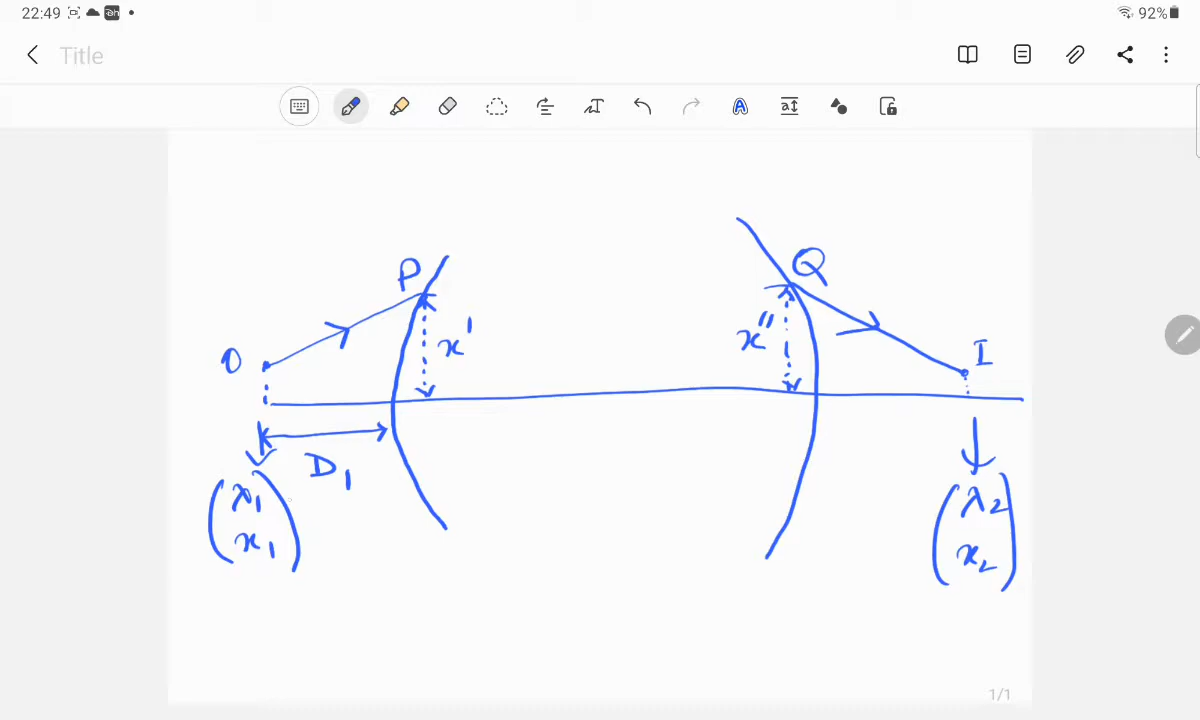 22:49
92%
Title
P
Q
O
x'
x''
I
D₁
λ₁
x₁
λ₂
x₂
1/1